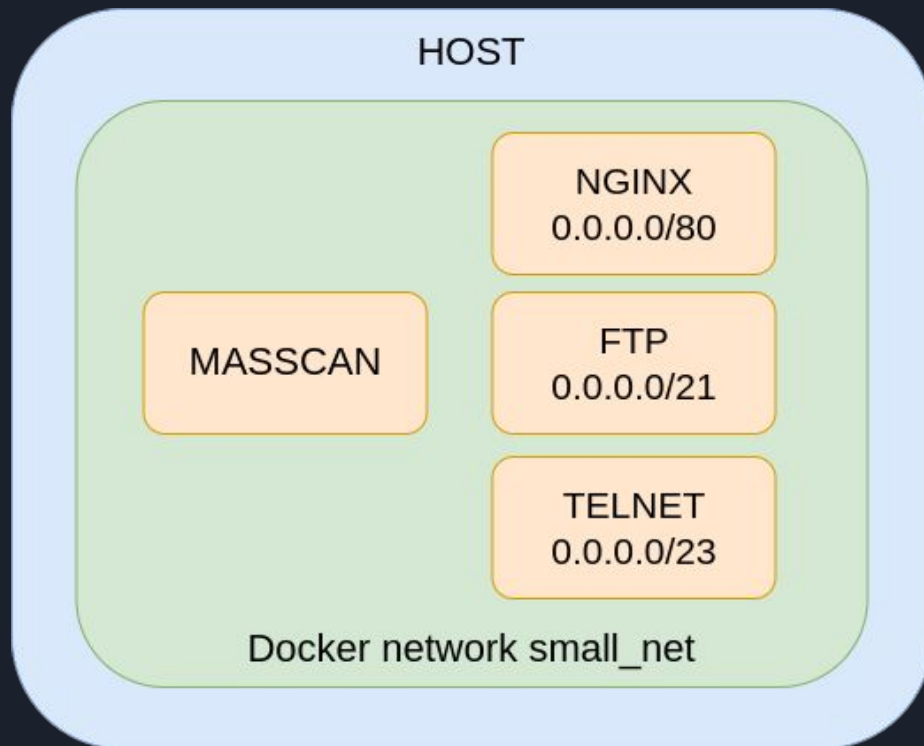 HOST
NGINX
0.0.0.0/80
MASSCAN
FTP
0.0.0.0/21
TELNET
0.0.0.0/23
Docker network small_net